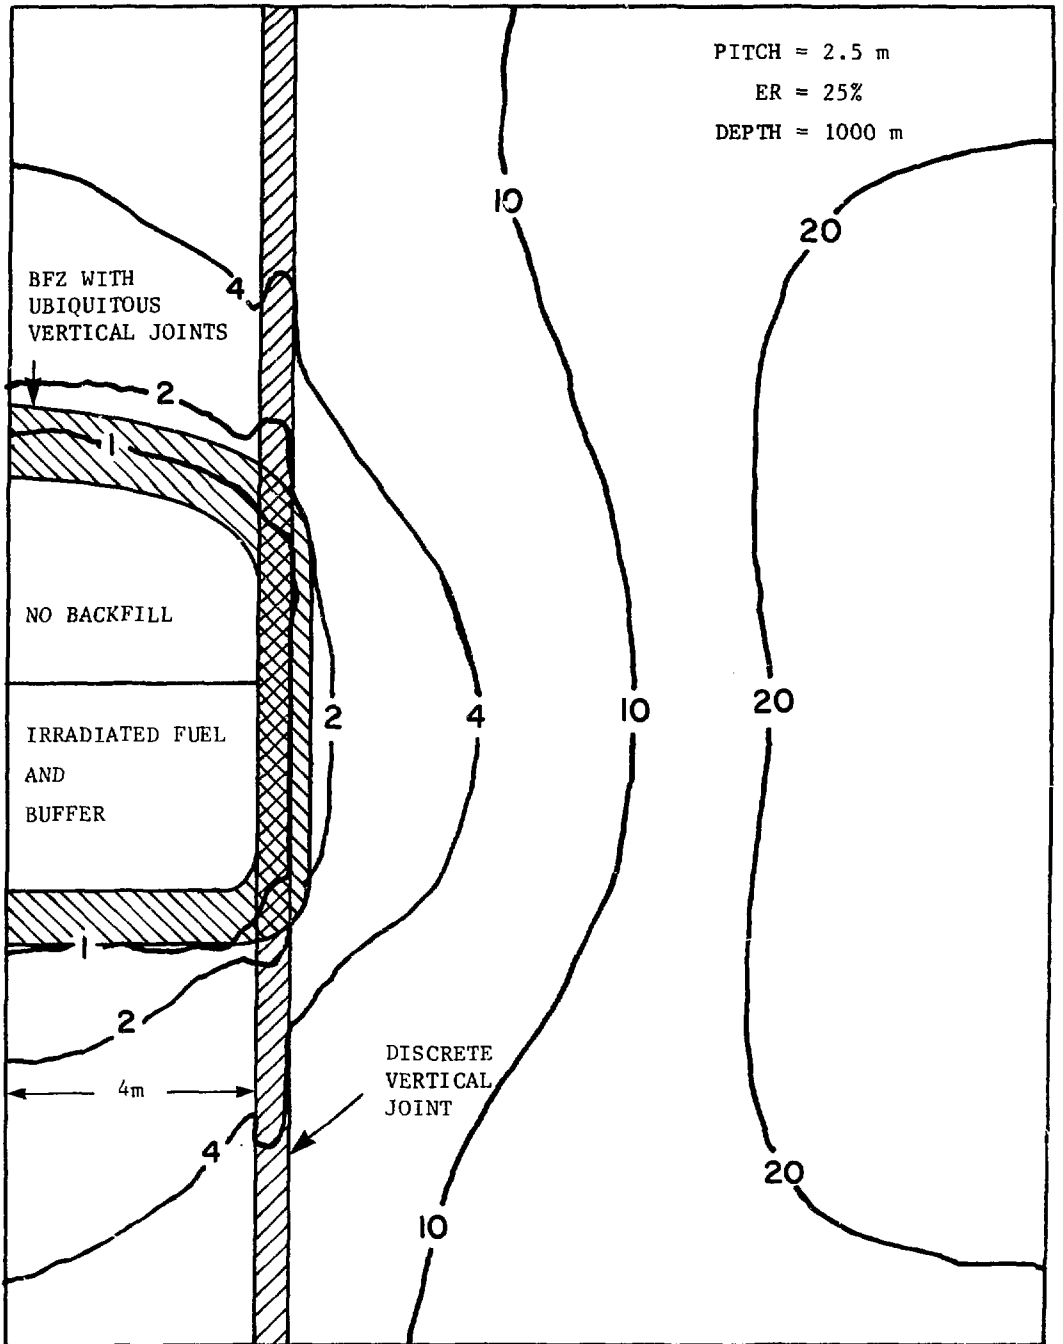 PITCH = 2.5 m
ER = 25%
DEPTH = 1000 m
10
20
BFZ WITH
UBIQUITOUS
VERTICAL JOINTS
4
2
1
NO BACKFILL
IRRADIATED FUEL
AND
BUFFER
2
4
10
20
1
2
DISCRETE
VERTICAL
JOINT
4m
4
20
10